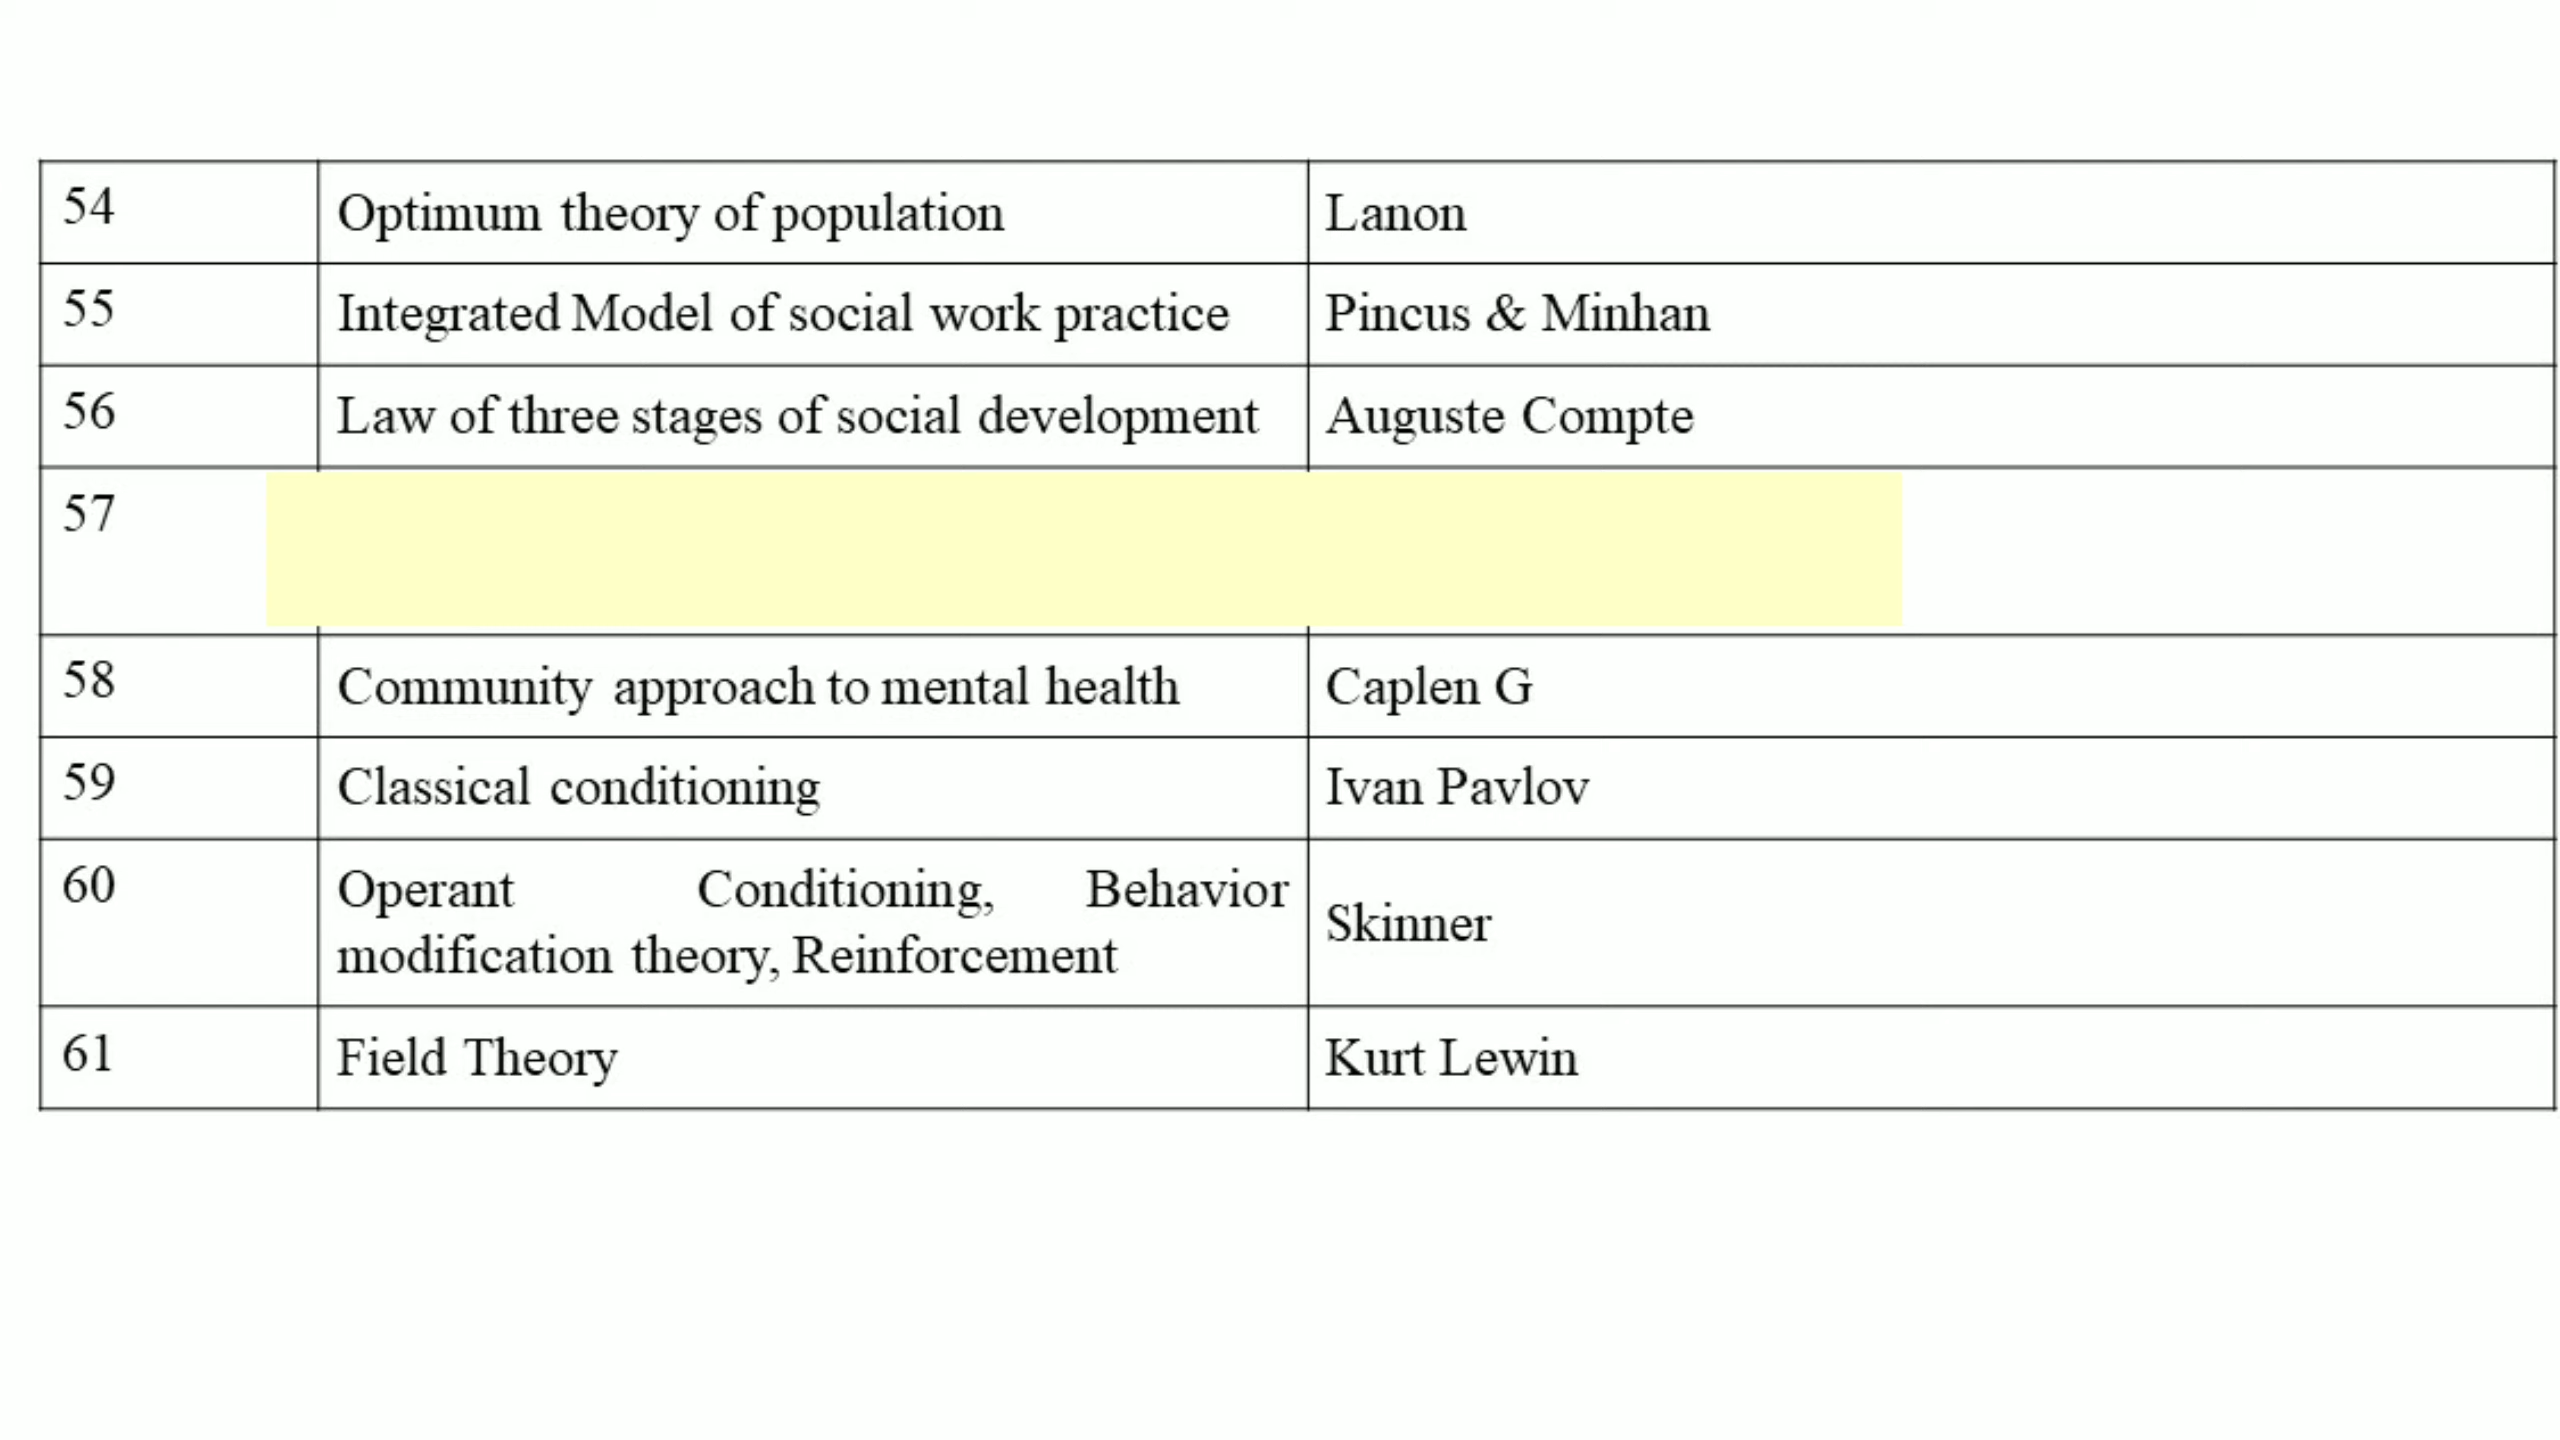 54 Optimum theory of population Lanon
55 Integrated Model of social work practice Pincus & Minhan
56 Law of three stages of social development Auguste Compte
57
58 Community approach to mental health Caplen G
59 Classical conditioning Ivan Pavlov
60 Operant Conditioning, Behavior
modification theory, Reinforcement
Skinner
61 Field Theory Kurt Lewin